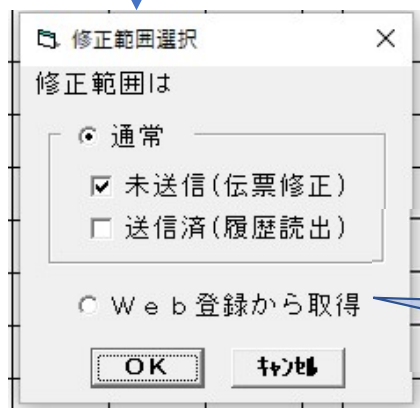 修正範囲選択
修正範囲は
通常
未送信(伝票修正)
送信済(履歴読出)
Ｗｅｂ登録から取得
OK
ｷｬﾝｾﾙ